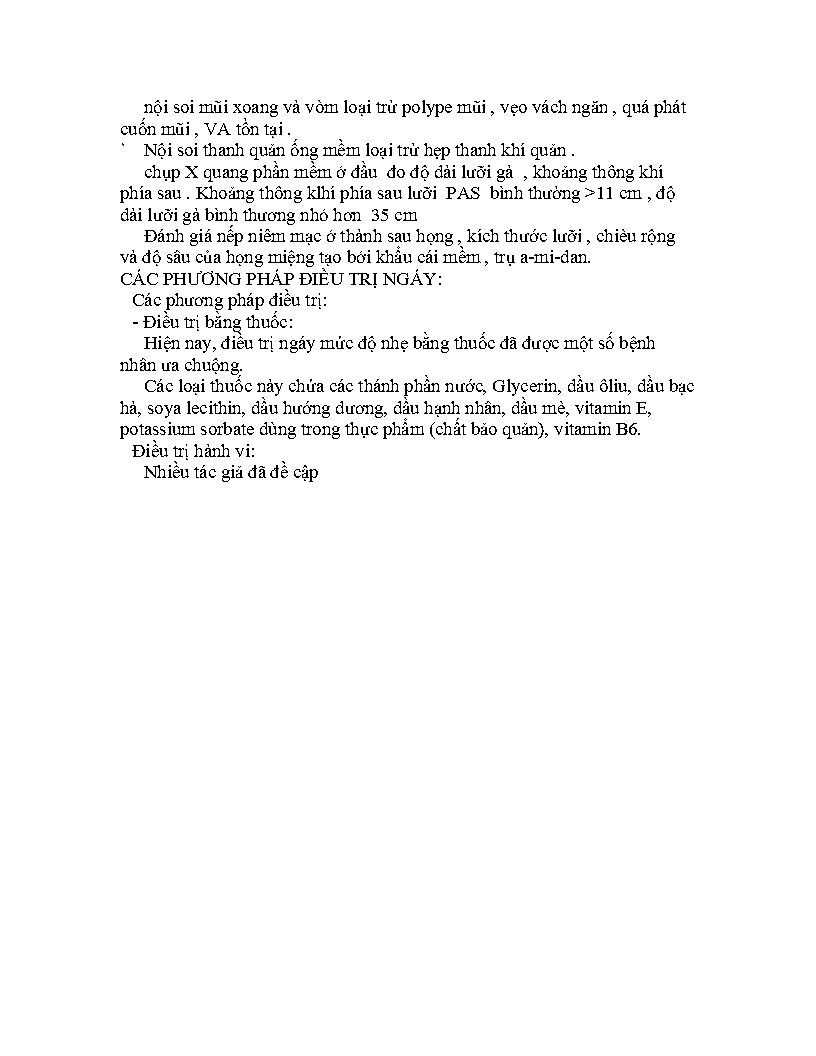 nội soi mũi xoang và vòm loại trừ polype mũi , vẹo vách ngăn , quá phát
cuốn mũi , VA tồn tại .
` Nội soi thanh quản ống mềm loại trừ hẹp thanh khí quản .
chụp X quang phần mềm ở đầu đo độ dài lưỡi gà , khoảng thông khí
phía sau . Khoảng thông klhí phía sau lưỡi PAS bình thường >11 cm , độ
dài lưỡi gà bình thương nhỏ hơn 35 cm
Đánh giá nếp niêm mạc ở thành sau họng , kích thước lưỡi , chièu rộng
và độ sâu của họng miệng tạo bởi khẩu cái mềm , trụ a-mi-dan.
CÁC PHƯƠNG PHÁP ĐIỀU TRỊ NGÁY:
Các phương pháp điều trị:
- Điều trị bằng thuốc:
Hiện nay, điều trị ngáy mức độ nhẹ bằng thuốc đã được một số bệnh
nhân ưa chuộng.
Các loại thuốc này chứa các thánh phần nước, Glycerin, dầu ôliu, dầu bạc
hà, soya lecithin, dầu hướng dương, dầu hạnh nhân, dầu mè, vitamin E,
potassium sorbate dùng trong thực phẩm (chất bảo quản), vitamin B6.
Điều trị hành vi:
Nhiều tác giả đã đề cập